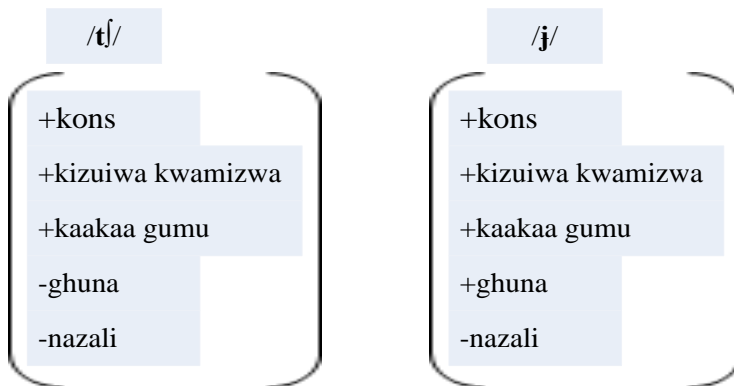 /tʃ/
+kons
+kizuiwa kwamizwa
+kaakaa gumu
-ghuna
-nazali
/ɉ/
+kons
+kizuiwa kwamizwa
+kaakaa gumu
+ghuna
-nazali